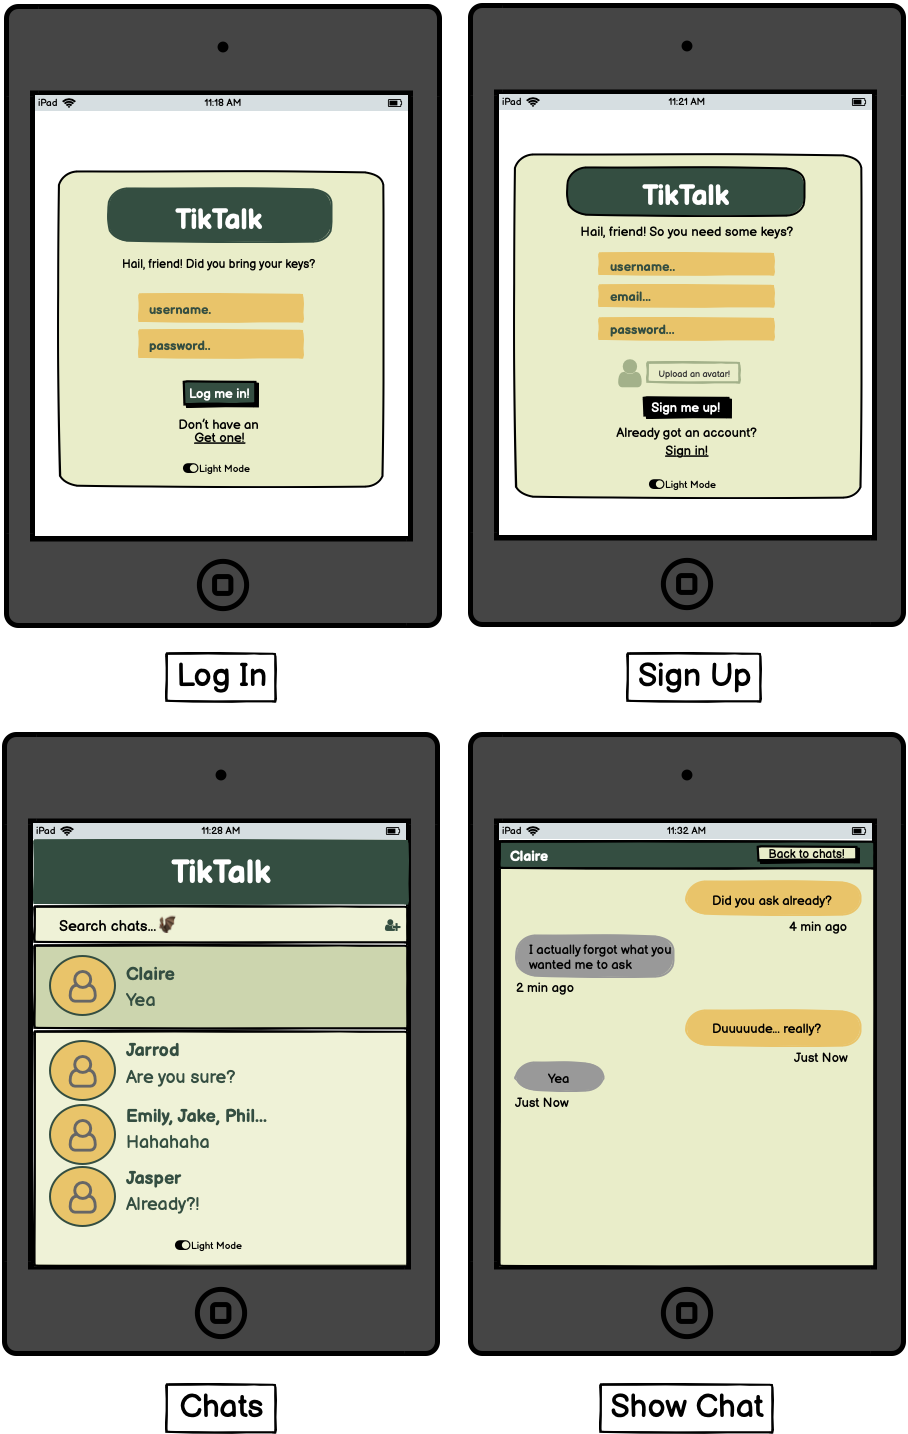 iPad 11:18 AM
TikTalk
Hail, friend! Did you bring your keys?
username.
password..
Log me in!
Don't have an
Get one!
Light Mode
Log In
iPad 11:21 AM
TikTalk
Hail, friend! So you need some keys?
username..
email...
password...
Upload an avatar!
Sign me up!
Already got an account?
Sign in!
Light Mode
Sign Up
iPad 11:28 AM
TikTalk
Search chats...
Claire
Yea
Jarrod
Are you sure?
Emily, Jake, Phil...
Hahahaha
Jasper
Already?!
Light Mode
Chats
iPad 11:32 AM
Claire Back to chats!
Did you ask already?
4 min ago
I actually forgot what you
wanted me to ask
2 min ago
Duuuuude... really?
Just Now
Yea
Just Now
Show Chat